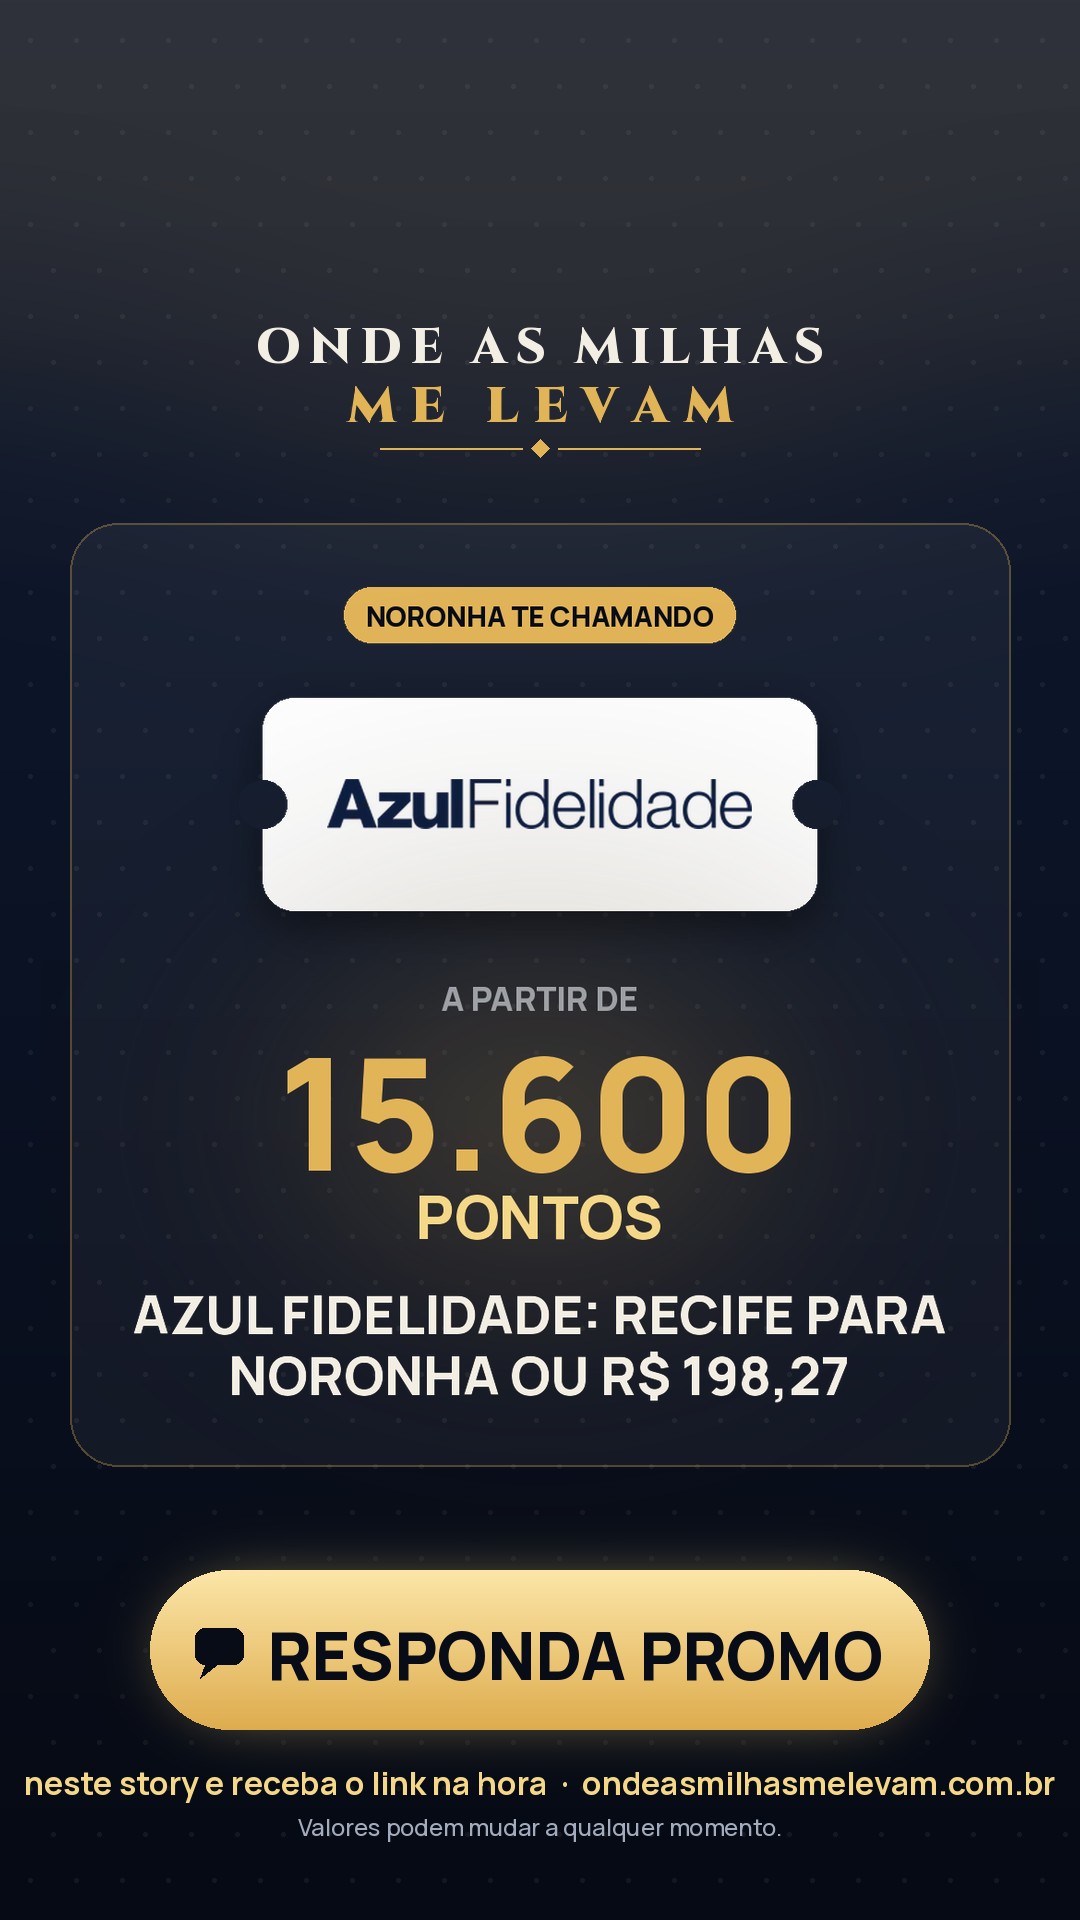 ONDE AS MILHAS
ME LEVAM
NORONHA TE CHAMANDO
AzulFidelidade
A PARTIR DE
15.600
PONTOS
AZUL FIDELIDADE: RECIFE PARA
NORONHA OU R$ 198,27
RESPONDA PROMO
neste story e receba o link na hora · ondeasmilhasmelevam.com.br
Valores podem mudar a qualquer momento.